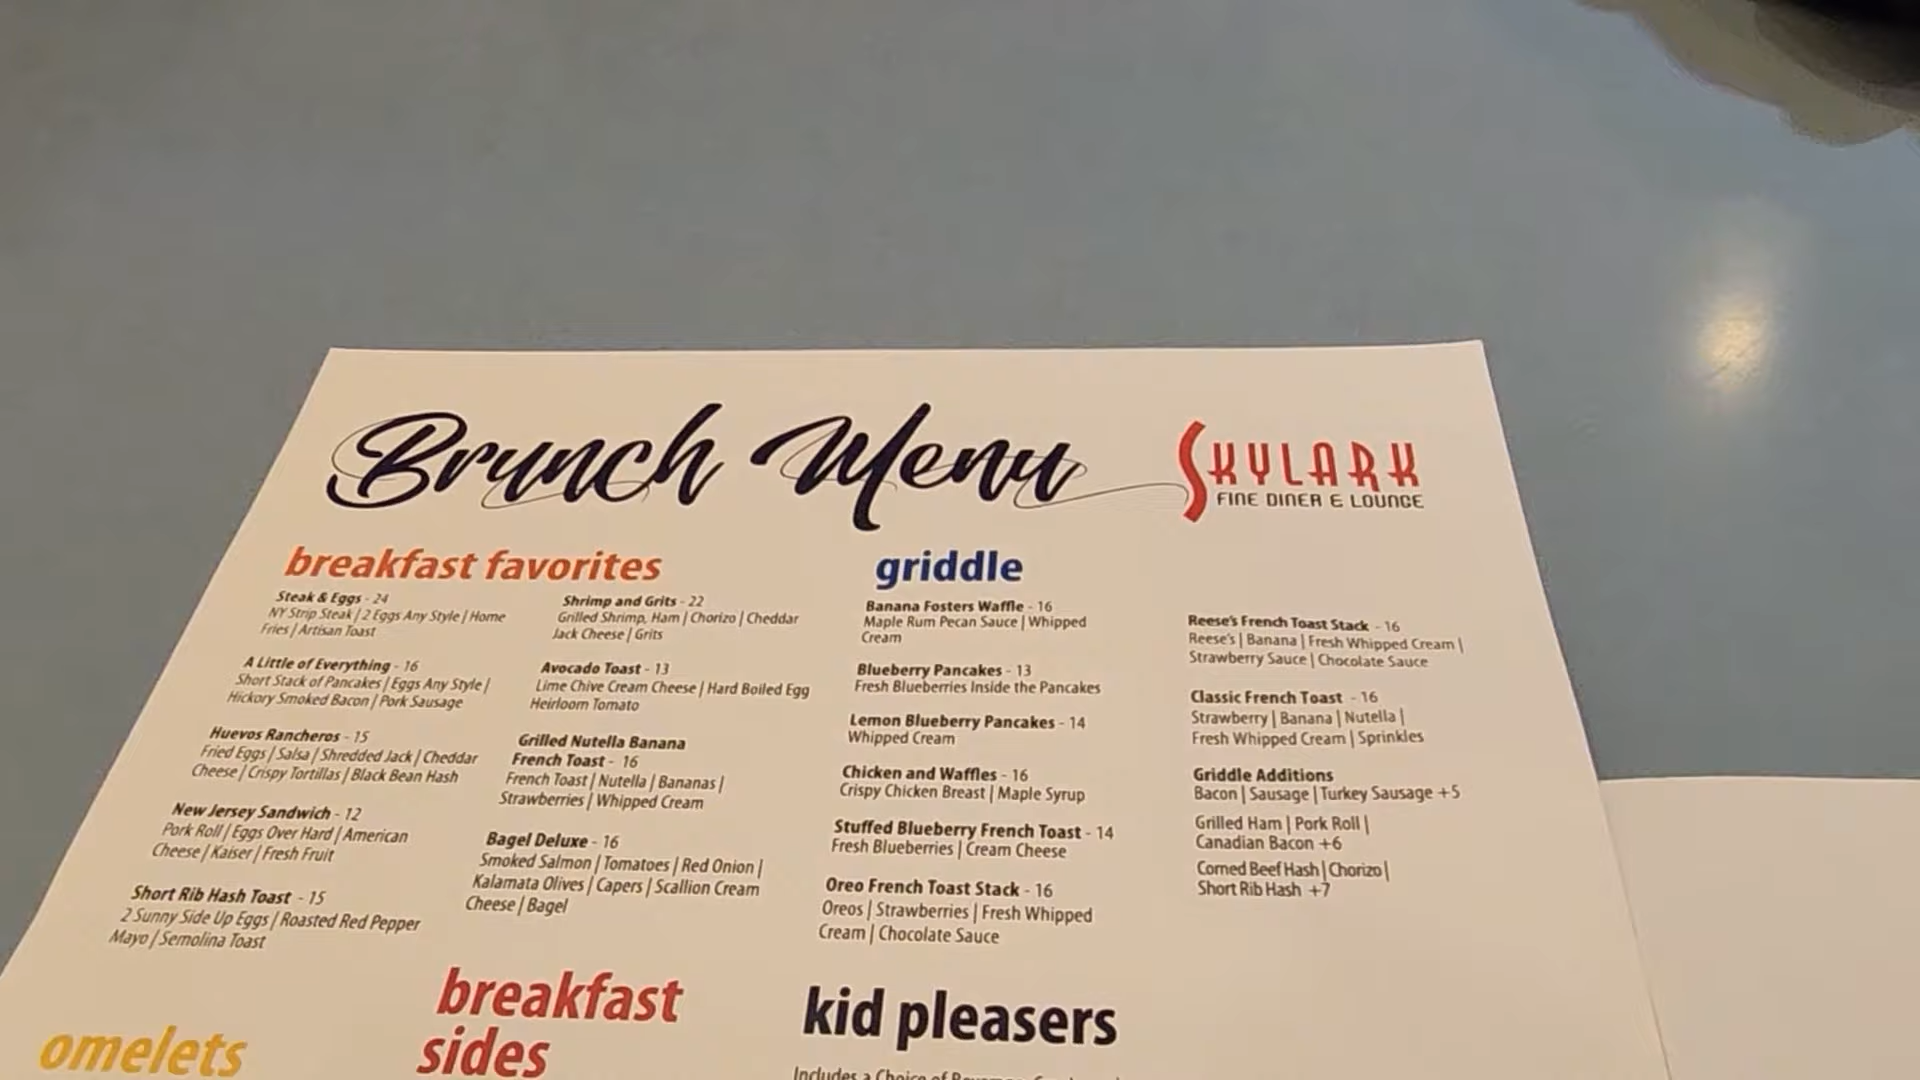 Brunch Menu
SKYLARK
FINE DINER & LOUNGE
breakfast favorites
Steak & Eggs - 24
NY Strip Steak | 2 Eggs Any Style | Home
Fries | Artisan Toast
A Little of Everything - 16
Short Stack of Pancakes | Eggs Any Style |
Hickory Smoked Bacon | Pork Sausage
Huevos Rancheros - 15
Fried Eggs | Salsa | Shredded Jack | Cheddar
Cheese | Crispy Tortillas | Black Bean Hash
New Jersey Sandwich - 12
Pork Roll | Eggs Over Hard | American
Cheese | Kaiser | Fresh Fruit
Short Rib Hash Toast - 15
2 Sunny Side Up Eggs | Roasted Red Pepper
Mayo | Semolina Toast
Shrimp and Grits - 22
Grilled Shrimp, Ham | Chorizo | Cheddar
Jack Cheese | Grits
Avocado Toast - 13
Lime Chive Cream Cheese | Hard Boiled Egg
Heirloom Tomato
Grilled Nutella Banana
French Toast - 16
French Toast | Nutella | Bananas |
Strawberries | Whipped Cream
Bagel Deluxe - 16
Smoked Salmon | Tomatoes | Red Onion |
Kalamata Olives | Capers | Scallion Cream
Cheese | Bagel
griddle
Banana Fosters Waffle - 16
Maple Rum Pecan Sauce | Whipped
Cream
Blueberry Pancakes - 13
Fresh Blueberries Inside the Pancakes
Lemon Blueberry Pancakes - 14
Whipped Cream
Chicken and Waffles - 16
Crispy Chicken Breast | Maple Syrup
Stuffed Blueberry French Toast - 14
Fresh Blueberries | Cream Cheese
Oreo French Toast Stack - 16
Oreos | Strawberries | Fresh Whipped
Cream | Chocolate Sauce
Reese's French Toast Stack - 16
Reese's | Banana | Fresh Whipped Cream |
Strawberry Sauce | Chocolate Sauce
Classic French Toast - 16
Strawberry | Banana | Nutella |
Fresh Whipped Cream | Sprinkles
Griddle Additions
Bacon | Sausage | Turkey Sausage +5
Grilled Ham | Pork Roll |
Canadian Bacon +6
Corned Beef Hash | Chorizo |
Short Rib Hash +7
omelets
breakfast
sides
kid pleasers
Includes a Choice of